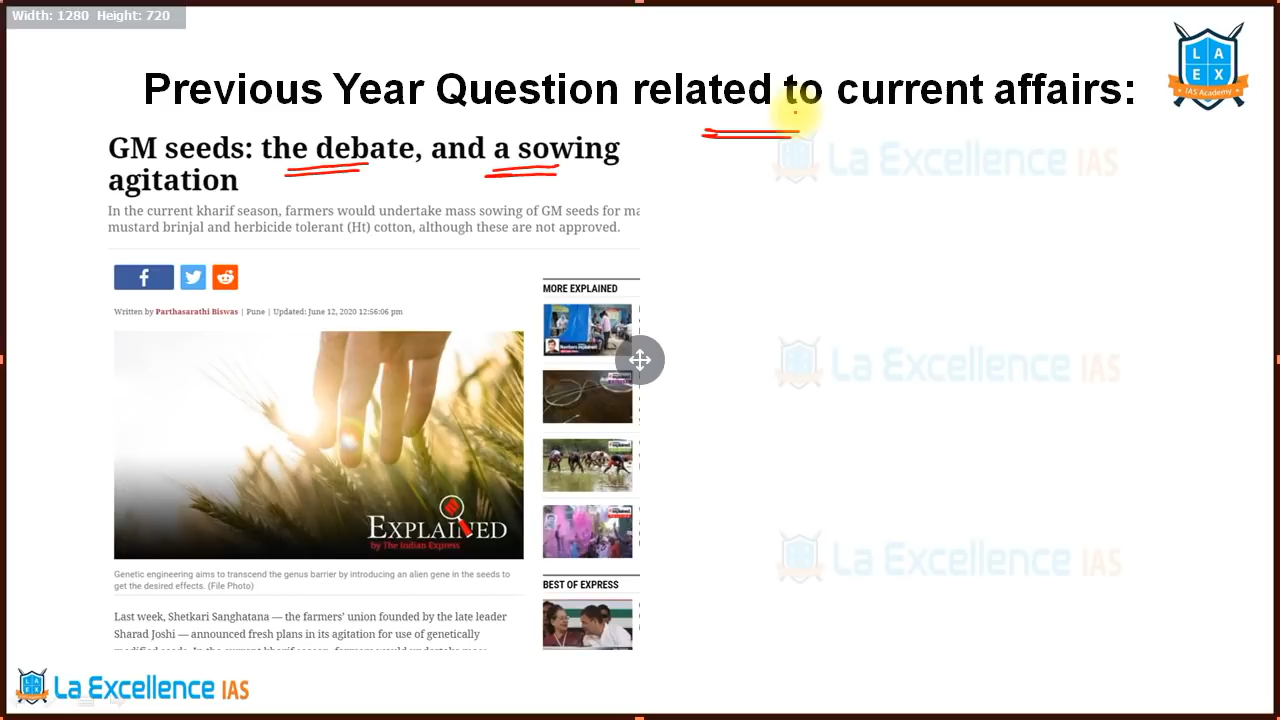 Width: 1280 Height: 720
LA
EX
IAS Academy
Previous Year Question related to current affairs:
GM seeds: the debate, and a sowing
agitation
In the current kharif season, farmers would undertake mass sowing of GM seeds for ma
mustard brinjal and herbicide tolerant (Ht) cotton, although these are not approved.
La Excellence IAS
MORE EXPLAINED
Written by Parthasarathi Biswas | Pune | Updated: June 12, 2020 12:56:06 pm
La Excellence IAS
EXPLAINED
by The Indian Express
La Excellence IAS
Genetic engineering aims to transcend the genus barrier by introducing an alien gene in the seeds to
get the desired effects. (File Photo)
BEST OF EXPRESS
Last week, Shetkari Sanghatana — the farmers' union founded by the late leader
Sharad Joshi — announced fresh plans in its agitation for use of genetically
La Excellence IAS